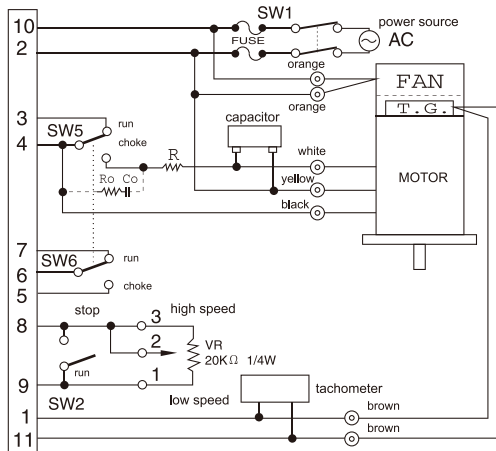 10
SW1
power source
AC
FUSE
2
orange
FAN
orange
T.G.
3
run
capacitor
SW5
4
choke
R
white
Ro Co
yellow
MOTOR
black
7
SW6
run
6
5
choke
stop
high speed
8
3
2
VR
20KΩ 1/4W
run
1
9
SW2
low speed
tachometer
1
brown
brown
11